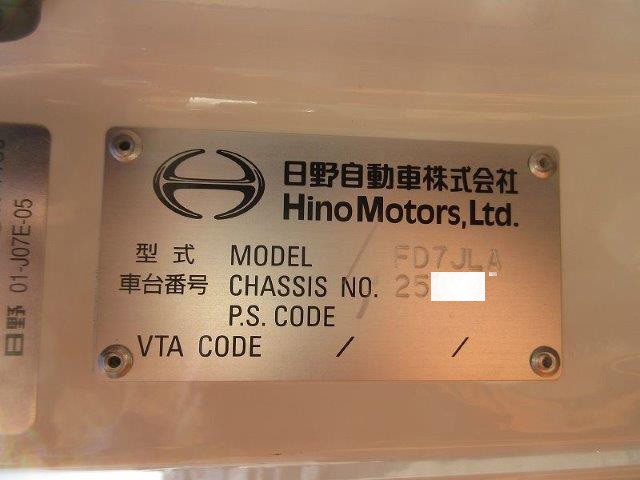 日野自動車株式会社
Hino Motors, Ltd.
型式 MODEL FD7JLA
車台番号 CHASSIS NO. 25
P.S. CODE
VTA CODE / /
日野 01-J07E-05